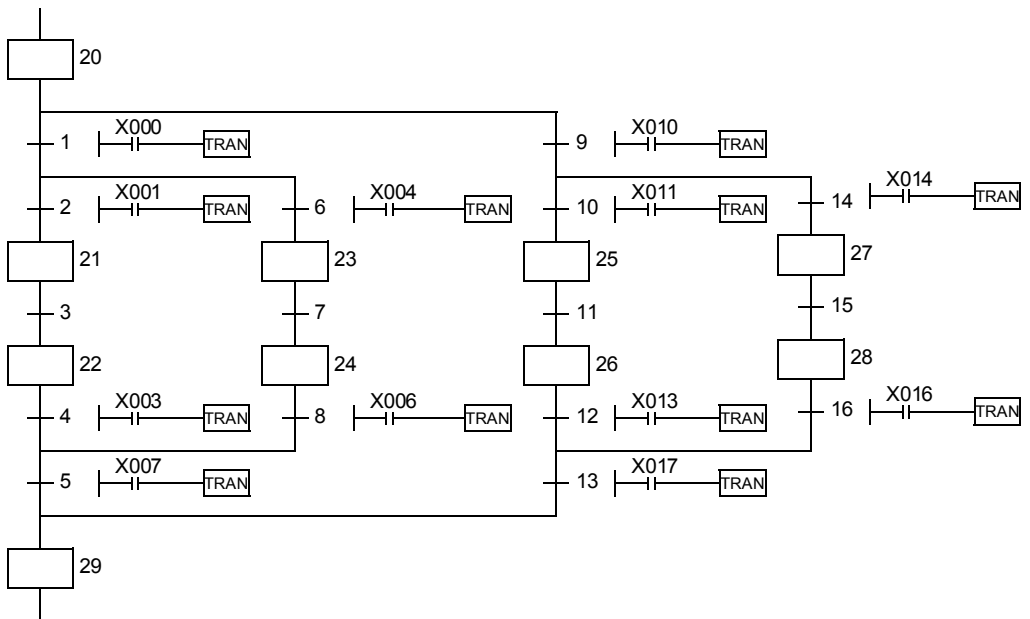 20
1 X000 TRAN 9 X010 TRAN
2 X001 TRAN 6 X004 TRAN 10 X011 TRAN 14 X014 TRAN
21 23 25 27
3 7 11 15
22 24 26 28
4 X003 TRAN 8 X006 TRAN 12 X013 TRAN 16 X016 TRAN
5 X007 TRAN 13 X017 TRAN
29